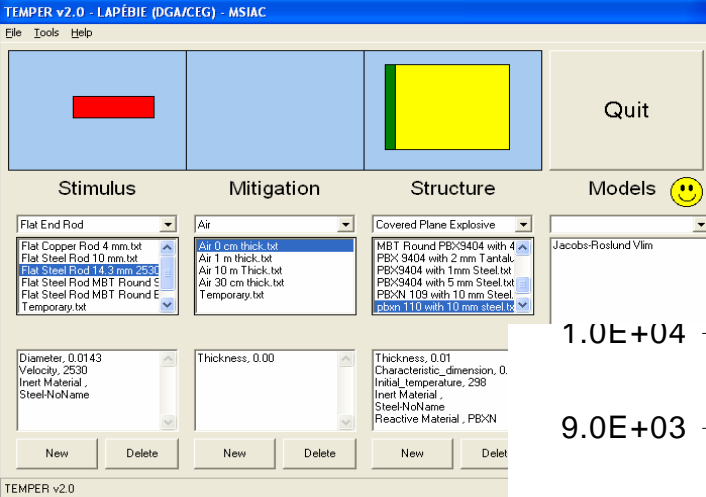 TEMPER v2.0 - LAPÉBIE (DGA/CEG) - MSIAC
File Tools Help
Quit
Stimulus
Mitigation
Structure
Models
Flat End Rod
Air
Covered Plane Explosive
Flat Copper Rod 4 mm.txt
Flat Steel Rod 10 mm.txt
Flat Steel Rod 14.3 mm 2530
Flat Steel Rod MBT Round S
Flat Steel Rod MBT Round E
Temporary.txt
Air 0 cm thick.txt
Air 1 m thick.txt
Air 10 m Thick.txt
Air 30 cm thick.txt
Temporary.txt
MBT Round PBX9404 with 4
PBX 9404 with 2 mm Tantalu
PBX9404 with 1mm Steel.txt
PBX9404 with 5 mm Steel.txt
PBXN 109 with 10 mm Steel.
pbxn 110 with 10 mm steel.tx
Jacobs-Roslund Vlim
Diameter, 0.0143
Velocity, 2530
Inert Material ,
Steel-NoName
Thickness, 0.00
Thickness, 0.01
Characteristic_dimension, 0.
Initial_temperature, 298
Inert Material ,
Steel-NoName
Reactive Material , PBXN
1.0E+04
9.0E+03
New
Delete
New
Delete
New
Delet
TEMPER v2.0